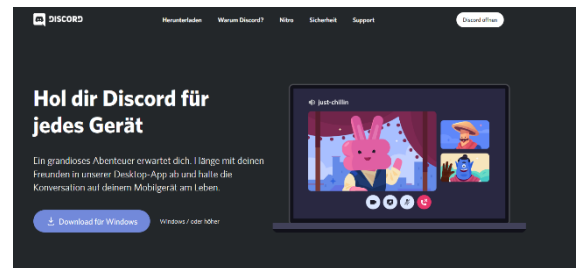 DISCORD
Herunterladen Warum Discord? Nitro Sicherheit Support
Discord öffnen
Hol dir Discord für
jedes Gerät
Ein grandioses Abenteuer erwartet dich. Hänge mit deinen
Freunden in unserer Desktop-App ab und halte die
Konversation auf deinem Mobilgerät am Leben.
Download für Windows
Windows 7 oder höher
just-chillin